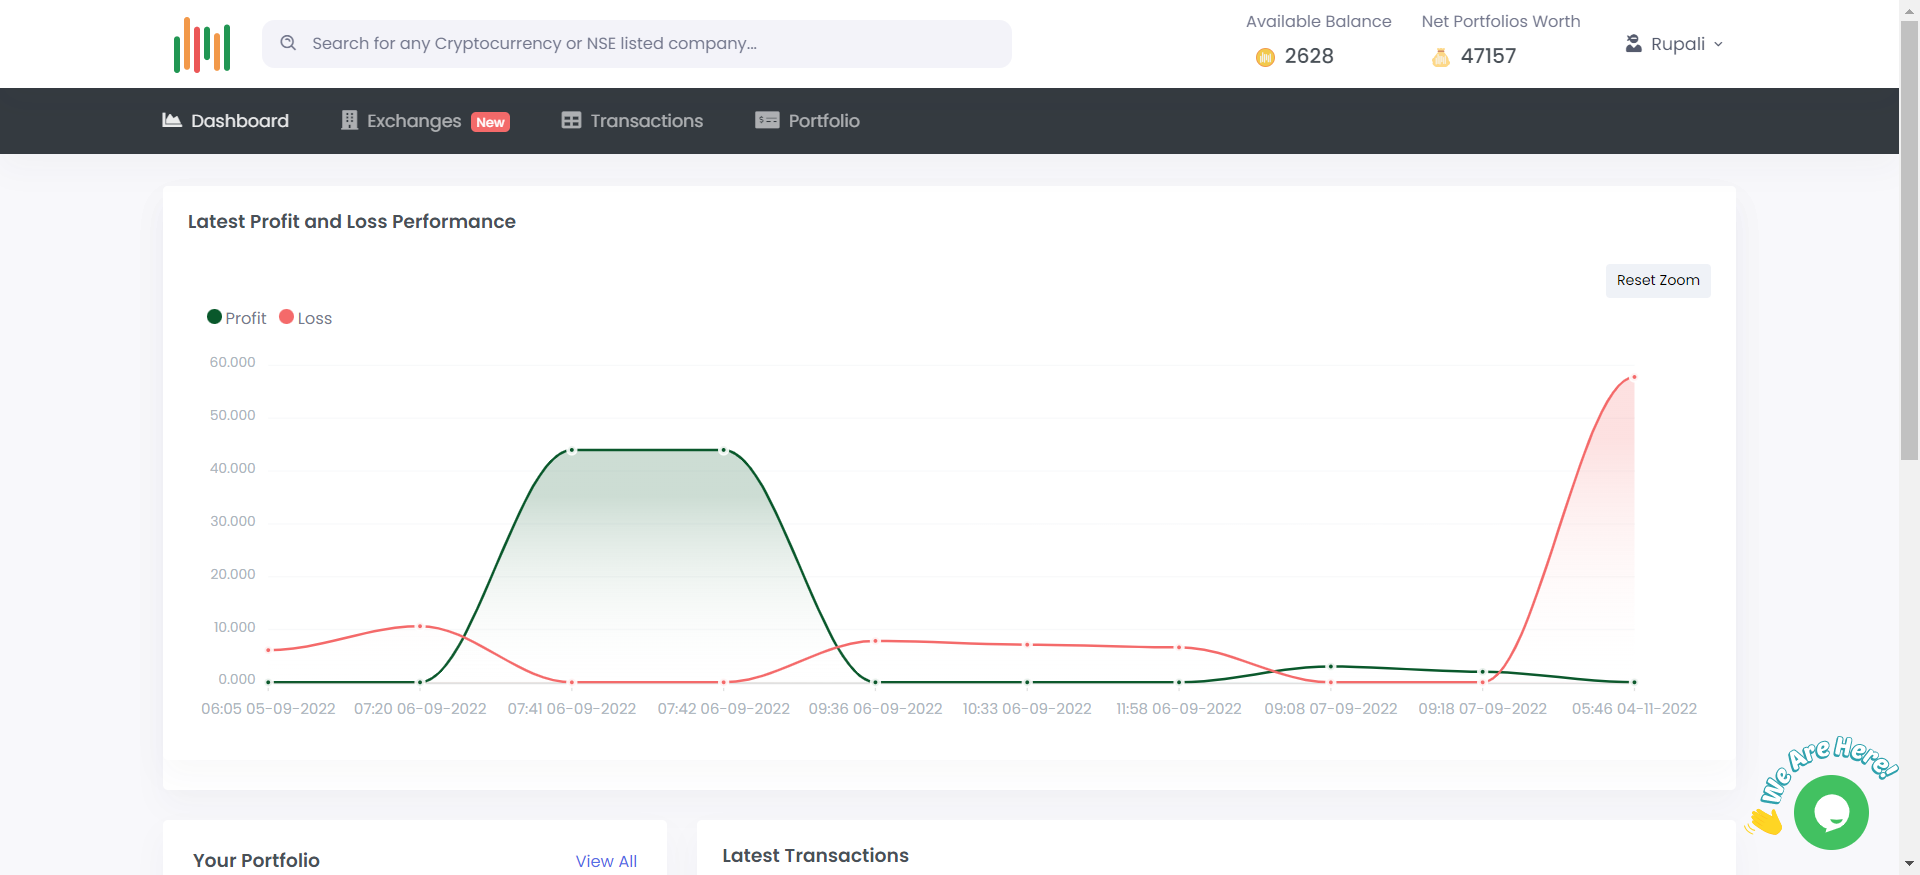 Search for any Cryptocurrency or NSE listed company...
Available Balance
2628
Net Portfolios Worth
47157
Rupali
Dashboard
Exchanges New
Transactions
Portfolio
Latest Profit and Loss Performance
Reset Zoom
Profit Loss
60.000
50.000
40.000
30.000
20.000
10.000
0.000
06:05 05-09-2022 07:20 06-09-2022 07:41 06-09-2022 07:42 06-09-2022 09:36 06-09-2022 10:33 06-09-2022 11:58 06-09-2022 09:08 07-09-2022 09:18 07-09-2022 05:46 04-11-2022
We Are Here!
Your Portfolio
View All
Latest Transactions